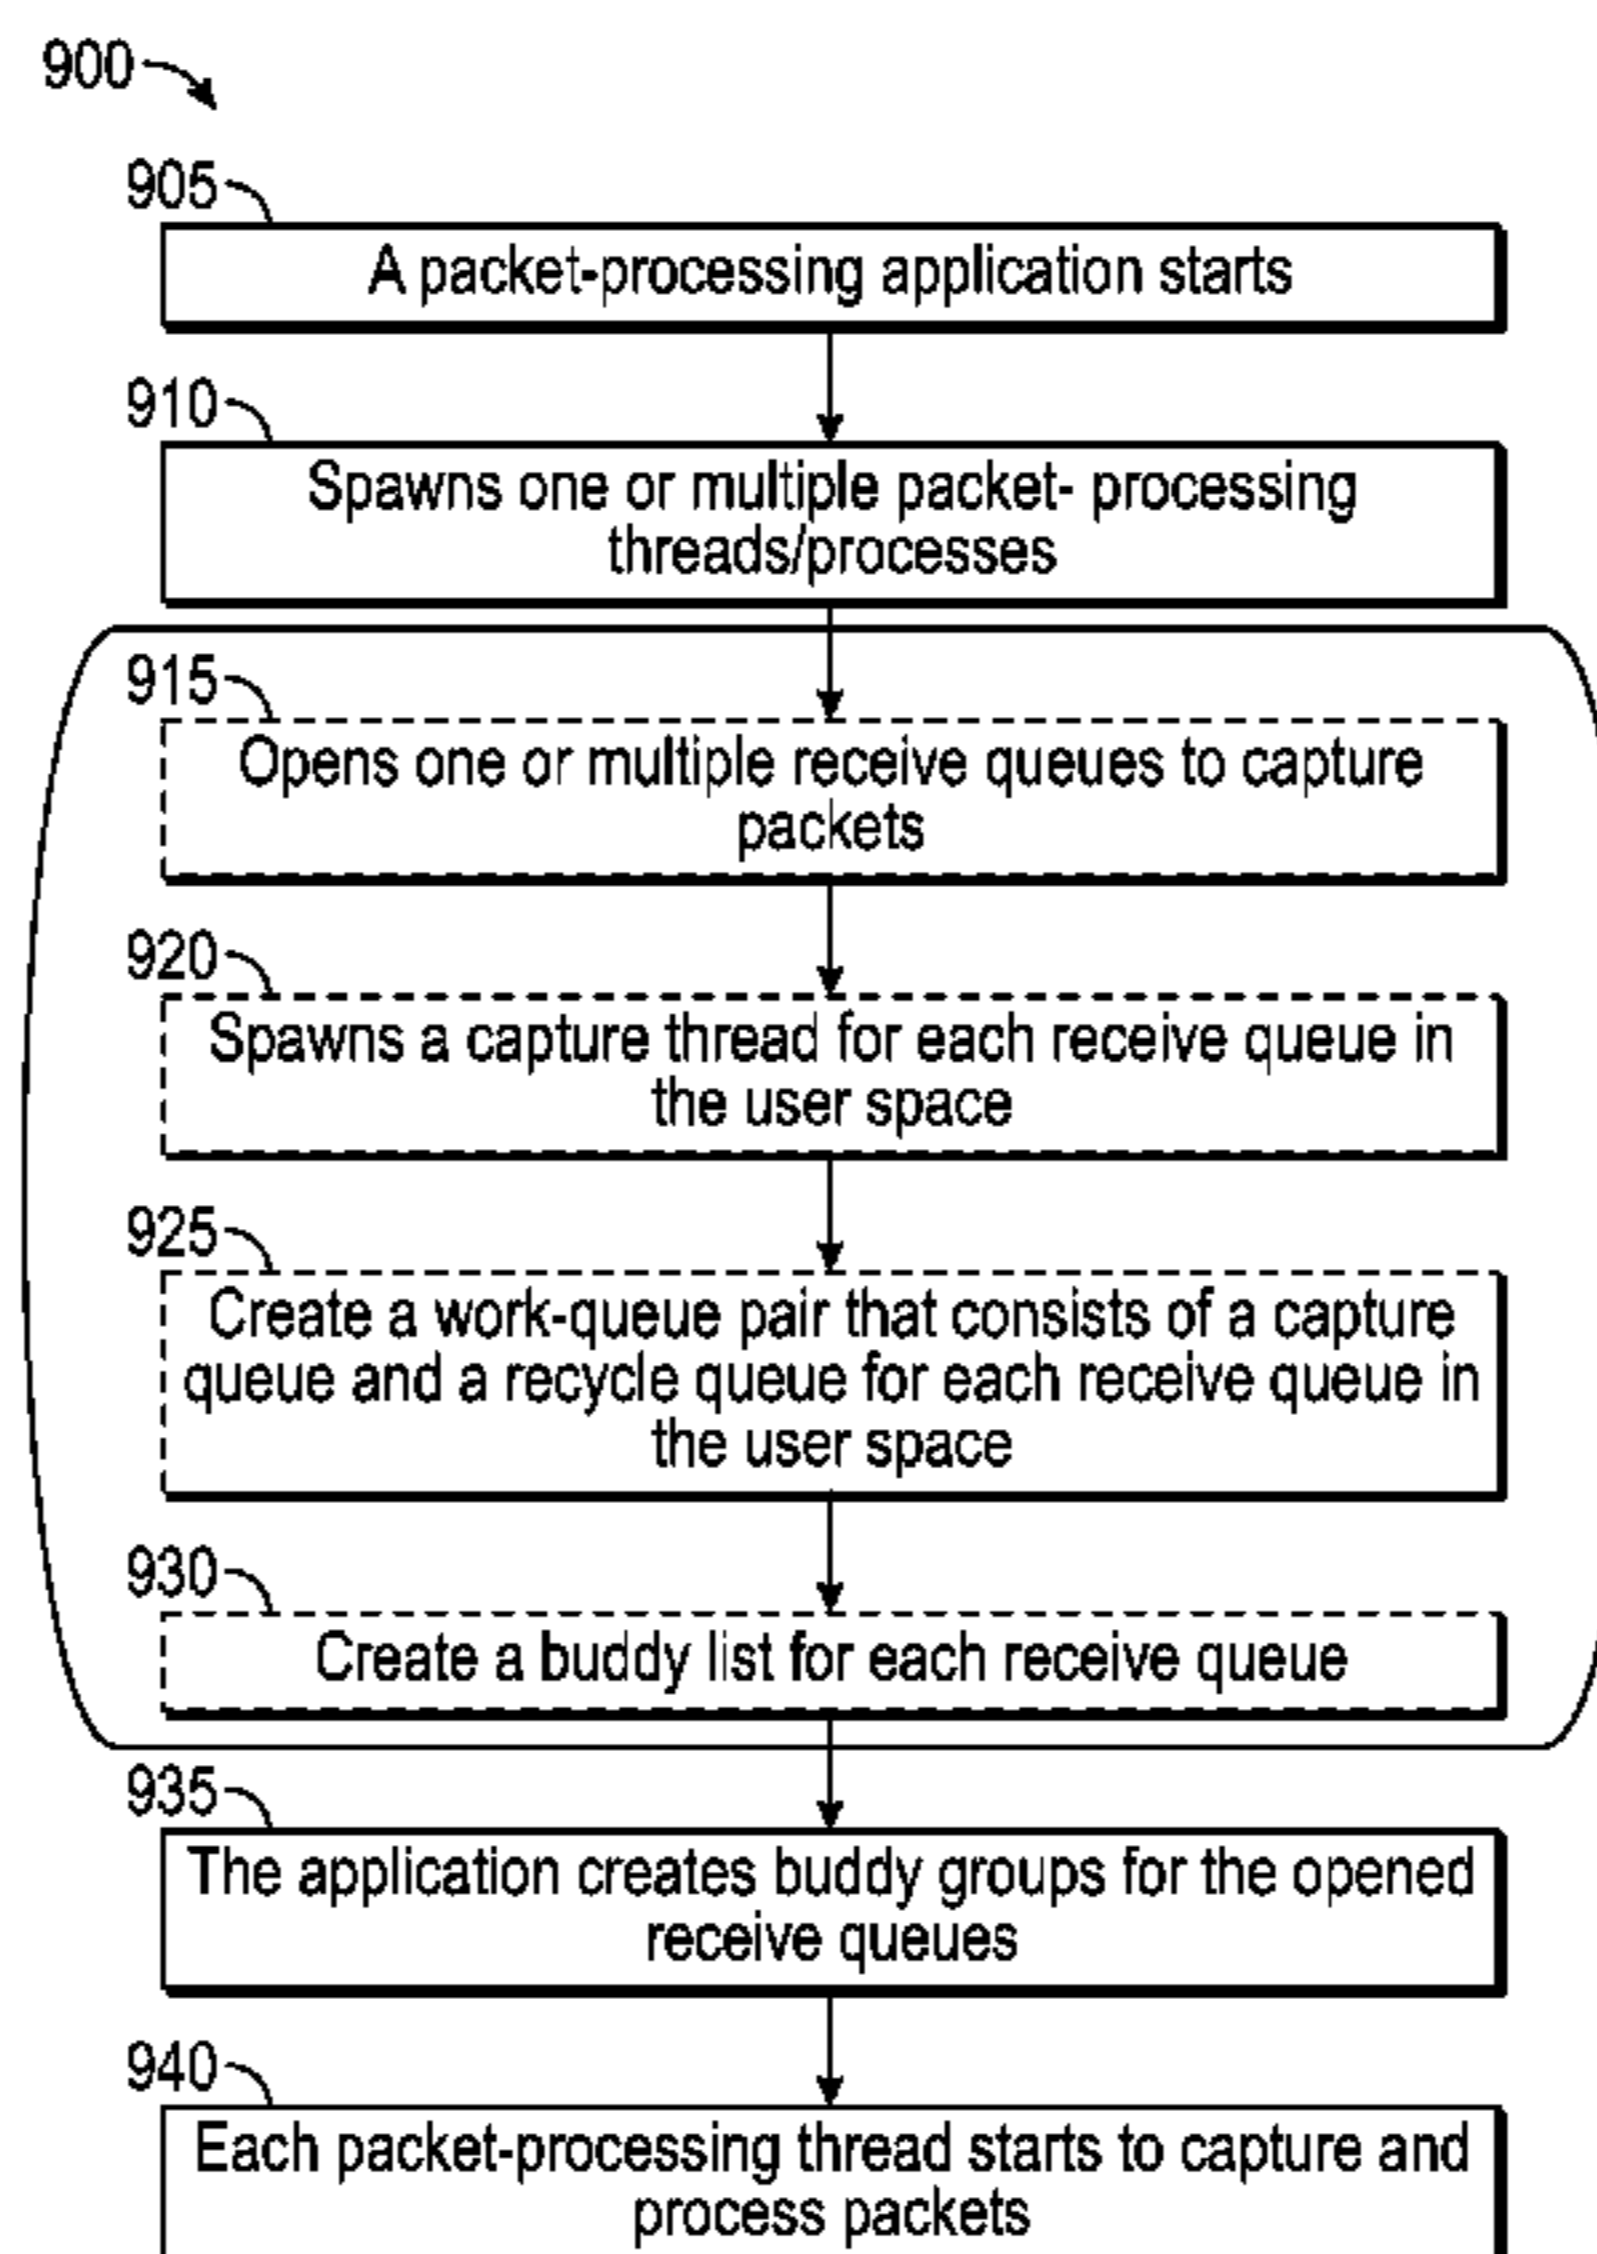 900
905
A packet-processing application starts
910
Spawns one or multiple packet- processing
threads/processes
915
Opens one or multiple receive queues to capture
packets
920
Spawns a capture thread for each receive queue in
the user space
925
Create a work-queue pair that consists of a capture
queue and a recycle queue for each receive queue in
the user space
930
Create a buddy list for each receive queue
935
The application creates buddy groups for the opened
receive queues
940
Each packet-processing thread starts to capture and
process packets